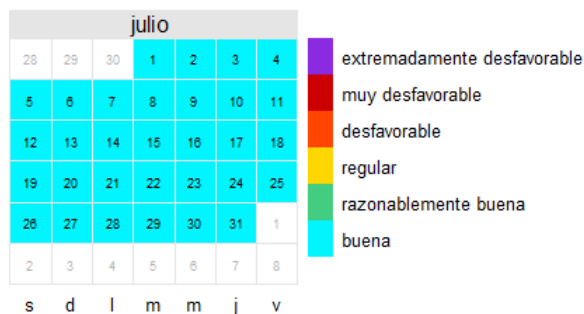 julio
28 29 30 1 2 3 4
5 6 7 8 9 10 11
12 13 14 15 16 17 18
19 20 21 22 23 24 25
26 27 28 29 30 31 1
2 3 4 5 6 7 8
s d l m m j v
extremadamente desfavorable
muy desfavorable
desfavorable
regular
razonablemente buena
buena